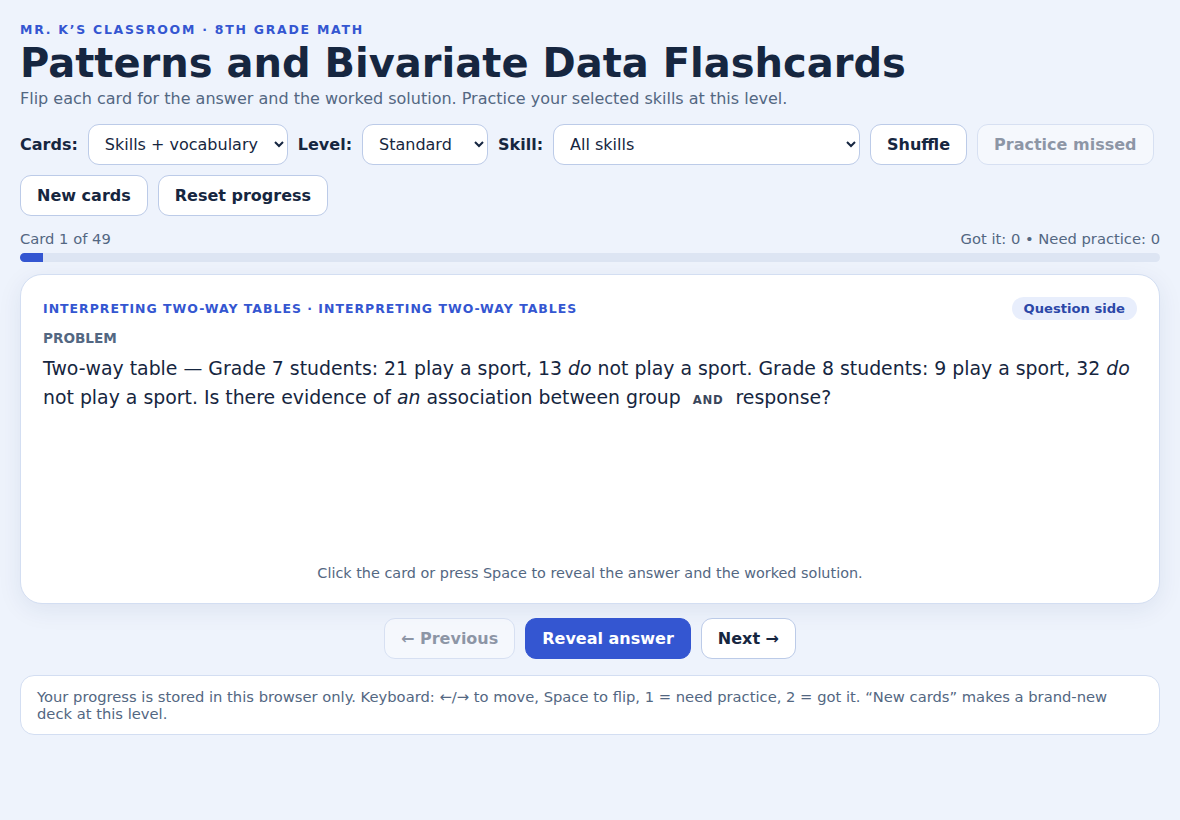 MR. K’S CLASSROOM · 8TH GRADE MATH
Patterns and Bivariate Data Flashcards
Flip each card for the answer and the worked solution. Practice your selected skills at this level.
Cards: Skills + vocabulary Level: Standard Skill: All skills Shuffle Practice missed
New cards Reset progress
Card 1 of 49 Got it: 0 • Need practice: 0
INTERPRETING TWO-WAY TABLES · INTERPRETING TWO-WAY TABLES Question side
PROBLEM
Two-way table — Grade 7 students: 21 play a sport, 13 do not play a sport. Grade 8 students: 9 play a sport, 32 do
not play a sport. Is there evidence of an association between group AND response?
Click the card or press Space to reveal the answer and the worked solution.
← Previous Reveal answer Next →
Your progress is stored in this browser only. Keyboard: ←/→ to move, Space to flip, 1 = need practice, 2 = got it. “New cards” makes a brand-new
deck at this level.